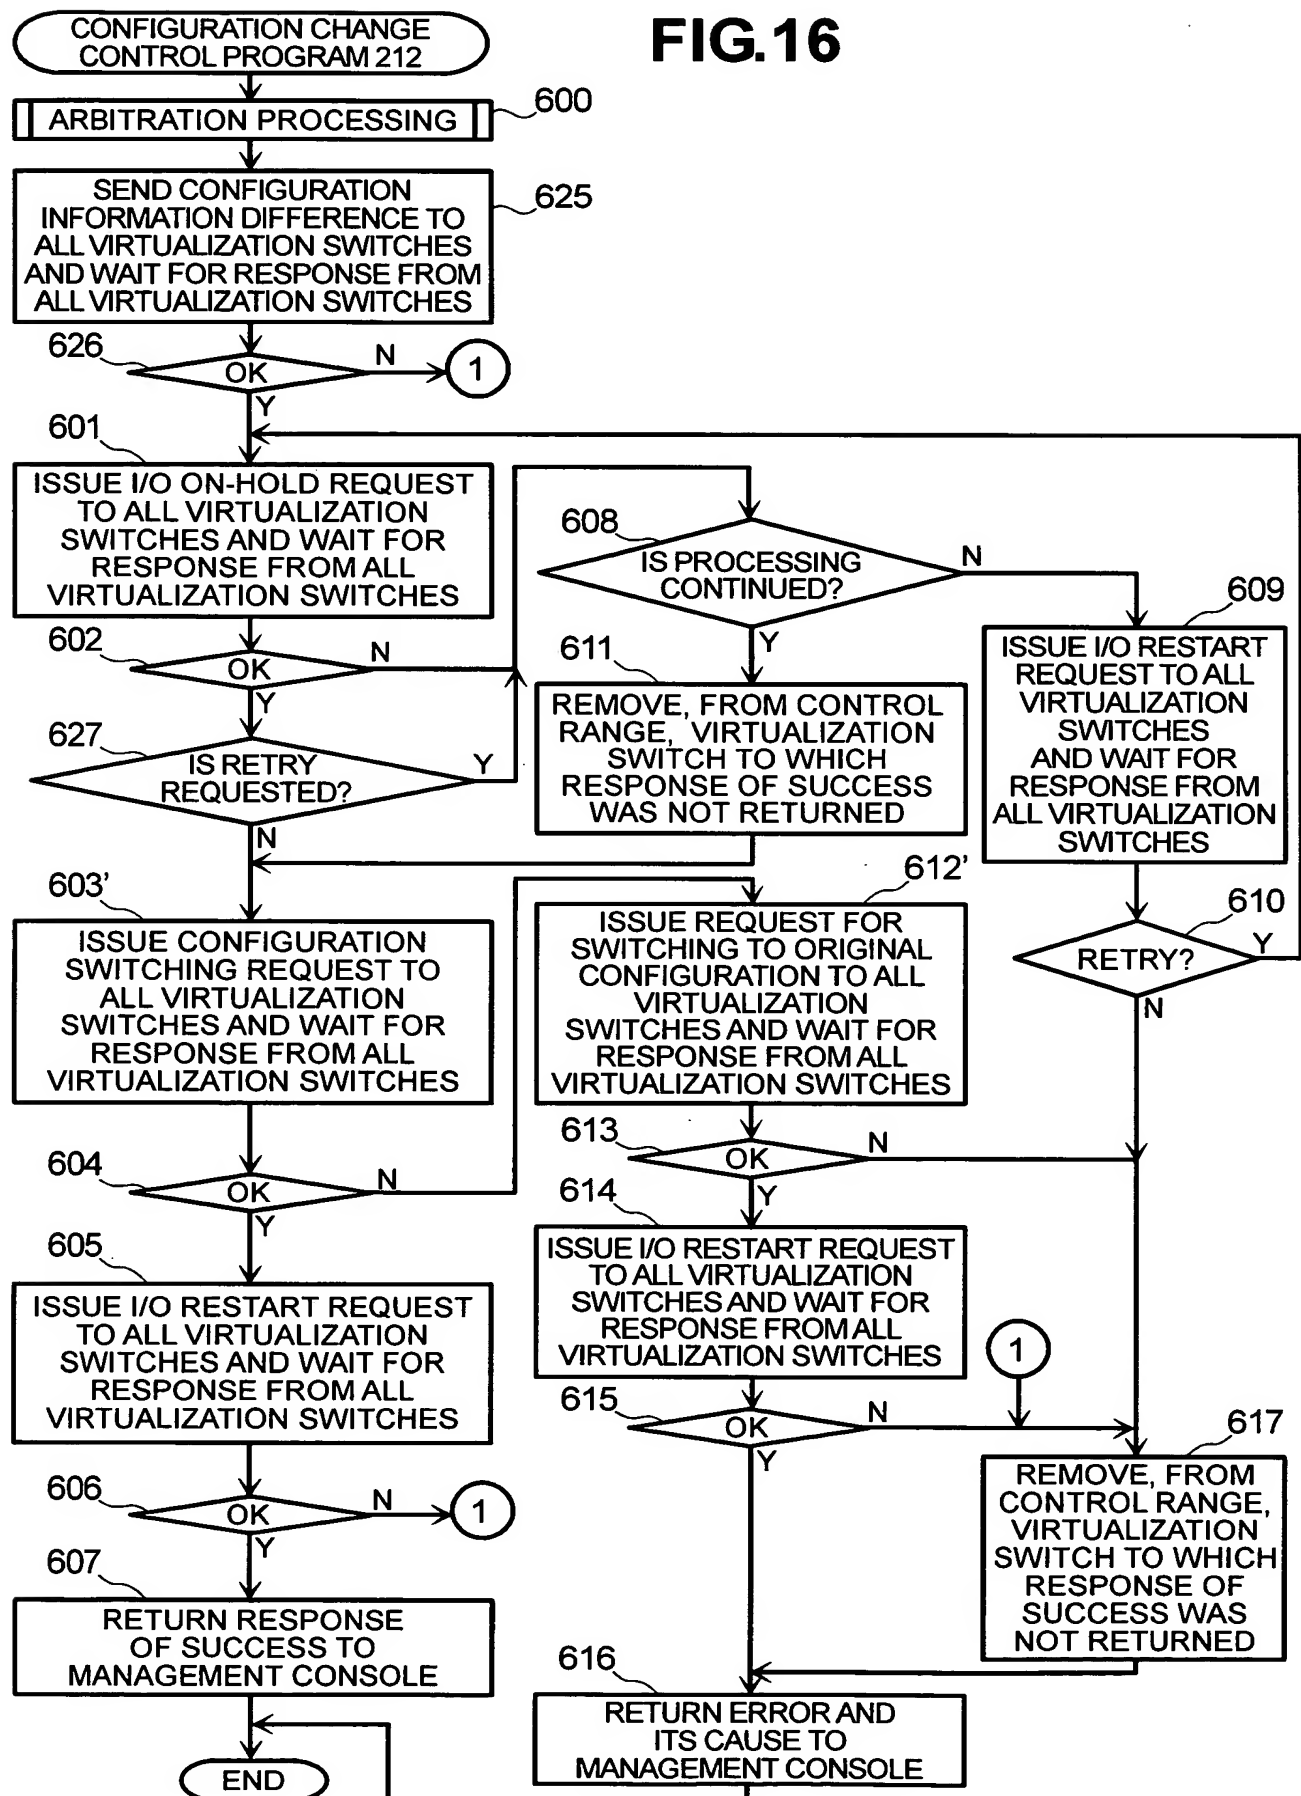 FIG.16
CONFIGURATION CHANGE
CONTROL PROGRAM 212
ARBITRATION PROCESSING
600
SEND CONFIGURATION
INFORMATION DIFFERENCE TO
ALL VIRTUALIZATION SWITCHES
AND WAIT FOR RESPONSE FROM
ALL VIRTUALIZATION SWITCHES
625
626
OK
N
1
Y
601
ISSUE I/O ON-HOLD REQUEST
TO ALL VIRTUALIZATION
SWITCHES AND WAIT FOR
RESPONSE FROM ALL
VIRTUALIZATION SWITCHES
602
OK
N
Y
627
IS RETRY
REQUESTED?
Y
N
603'
ISSUE CONFIGURATION
SWITCHING REQUEST TO
ALL VIRTUALIZATION
SWITCHES AND WAIT FOR
RESPONSE FROM ALL
VIRTUALIZATION SWITCHES
604
OK
N
Y
605
ISSUE I/O RESTART REQUEST
TO ALL VIRTUALIZATION
SWITCHES AND WAIT FOR
RESPONSE FROM ALL
VIRTUALIZATION SWITCHES
606
OK
N
1
Y
607
RETURN RESPONSE
OF SUCCESS TO
MANAGEMENT CONSOLE
END
608
IS PROCESSING
CONTINUED?
N
Y
611
REMOVE, FROM CONTROL
RANGE, VIRTUALIZATION
SWITCH TO WHICH
RESPONSE OF SUCCESS
WAS NOT RETURNED
612'
ISSUE REQUEST FOR
SWITCHING TO ORIGINAL
CONFIGURATION TO ALL
VIRTUALIZATION
SWITCHES AND WAIT FOR
RESPONSE FROM ALL
VIRTUALIZATION SWITCHES
613
OK
N
Y
614
ISSUE I/O RESTART REQUEST
TO ALL VIRTUALIZATION
SWITCHES AND WAIT FOR
RESPONSE FROM ALL
VIRTUALIZATION SWITCHES
615
OK
N
Y
1
616
RETURN ERROR AND
ITS CAUSE TO
MANAGEMENT CONSOLE
609
ISSUE I/O RESTART
REQUEST TO ALL
VIRTUALIZATION
SWITCHES
AND WAIT FOR
RESPONSE FROM
ALL VIRTUALIZATION
SWITCHES
610
RETRY?
Y
N
617
REMOVE, FROM
CONTROL RANGE,
VIRTUALIZATION
SWITCH TO WHICH
RESPONSE OF
SUCCESS WAS
NOT RETURNED